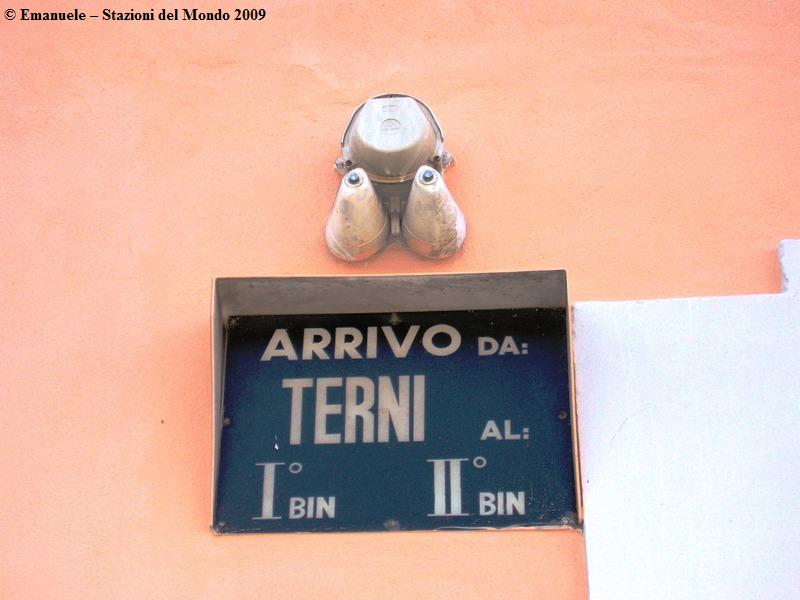 © Emanuele – Stazioni del Mondo 2009
ARRIVO DA:
TERNI AL:
I° BIN II° BIN